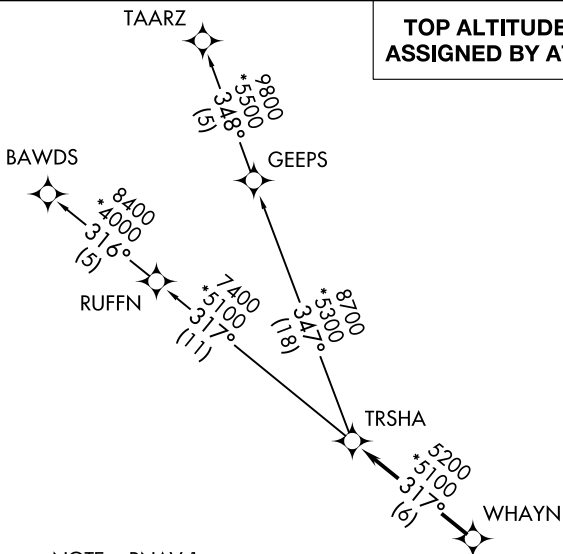 TAARZ
TOP ALTITUDE
ASSIGNED BY AT
9800
*5500
348°
(5)
BAWDS
GEEPS
8400
*4000
316°
(5)
RUFFN
7400
*5100
317°
(11)
8700
*5300
347°
(18)
TRSHA
5200
*5100
317°
(6)
WHAYN